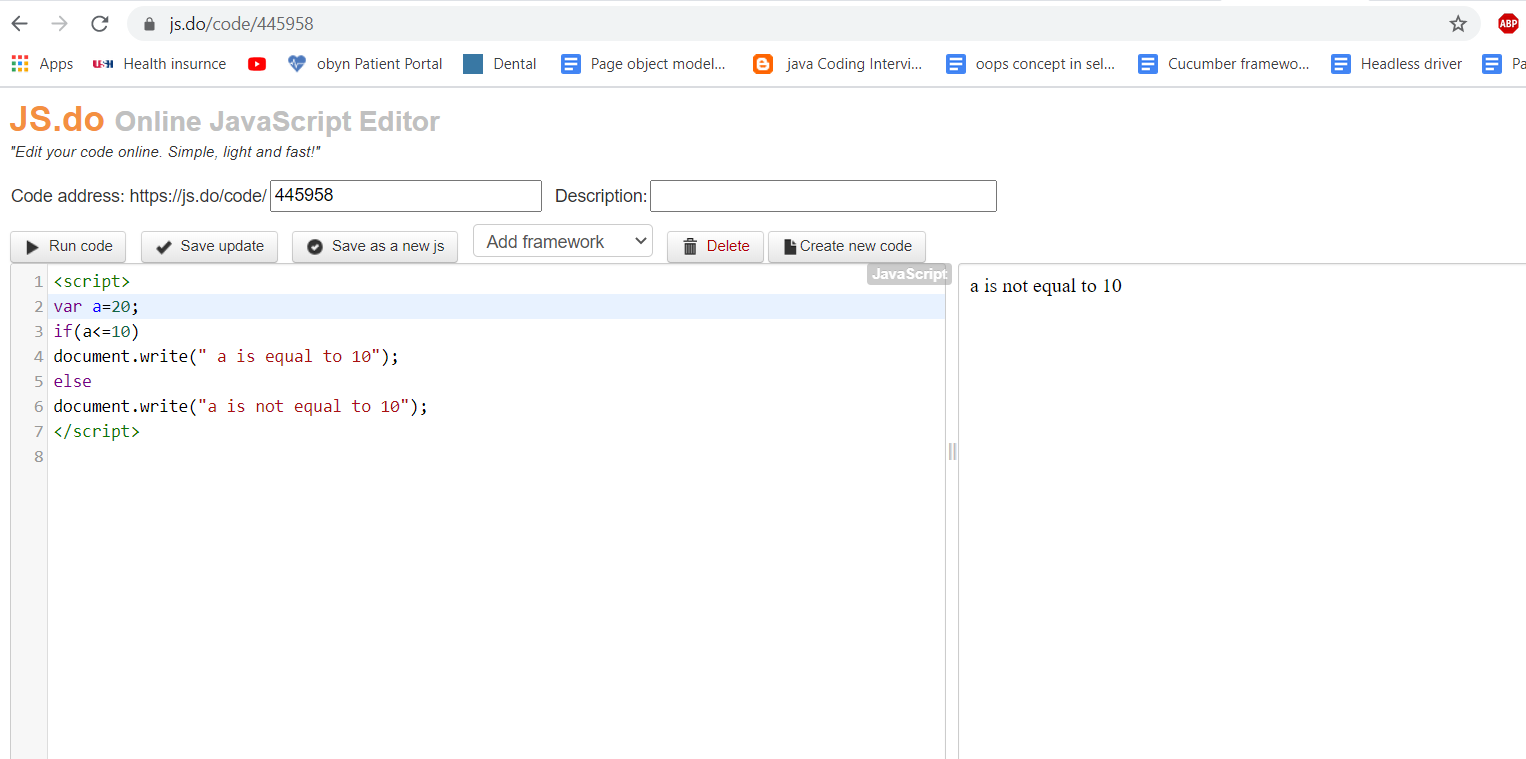 js.do/code/445958
ABP
Apps USH Health insurnce obyn Patient Portal Dental Page object model... java Coding Intervi... oops concept in sel... Cucumber framewo... Headless driver Pa
JS.do Online JavaScript Editor
"Edit your code online. Simple, light and fast!"
Code address: https://js.do/code/ 445958 Description:
Run code Save update Save as a new js Add framework Delete Create new code
JavaScript
1 <script>
2 var a=20;
3 if(a<=10)
4 document.write(" a is equal to 10");
5 else
6 document.write("a is not equal to 10");
7 </script>
8
a is not equal to 10